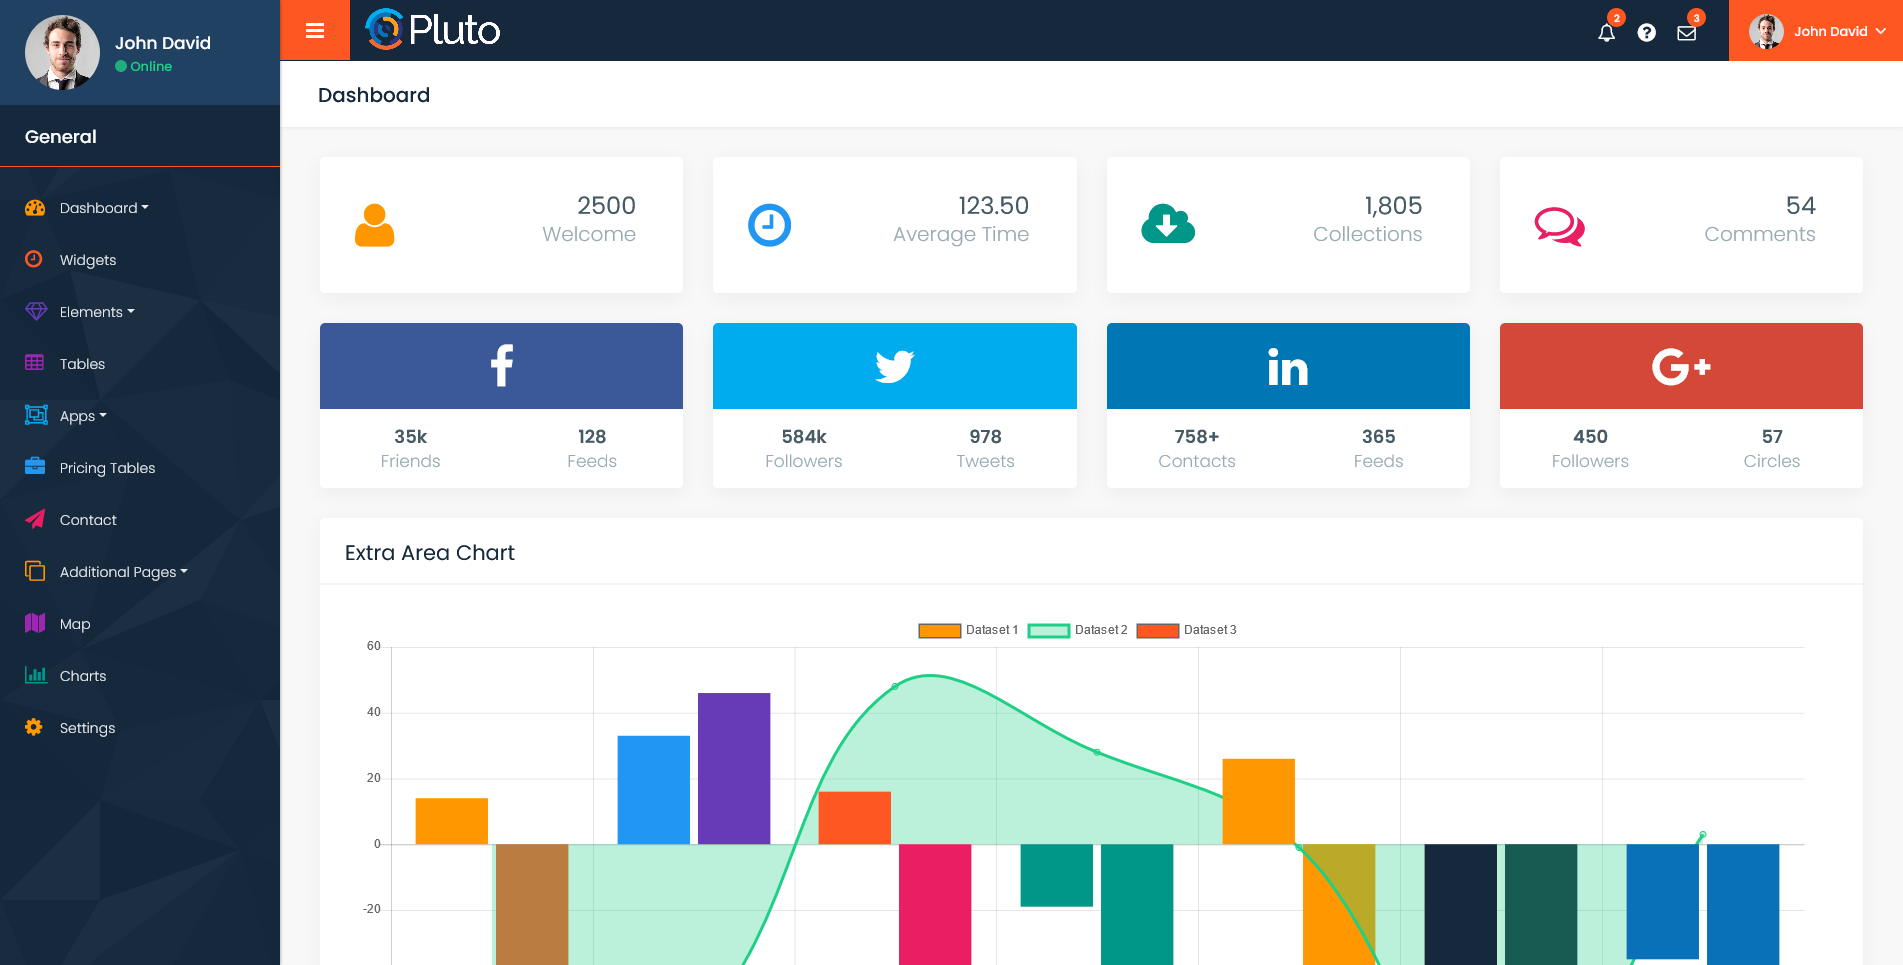 John David
Online
General
Dashboard
Widgets
Elements
Tables
Apps
Pricing Tables
Contact
Additional Pages
Map
Charts
Settings
Pluto
2
3
John David
Dashboard
2500
Welcome
123.50
Average Time
1,805
Collections
54
Comments
35k
Friends
128
Feeds
584k
Followers
978
Tweets
758+
Contacts
365
Feeds
450
Followers
57
Circles
Extra Area Chart
Dataset 1 Dataset 2 Dataset 3
60
40
20
0
-20